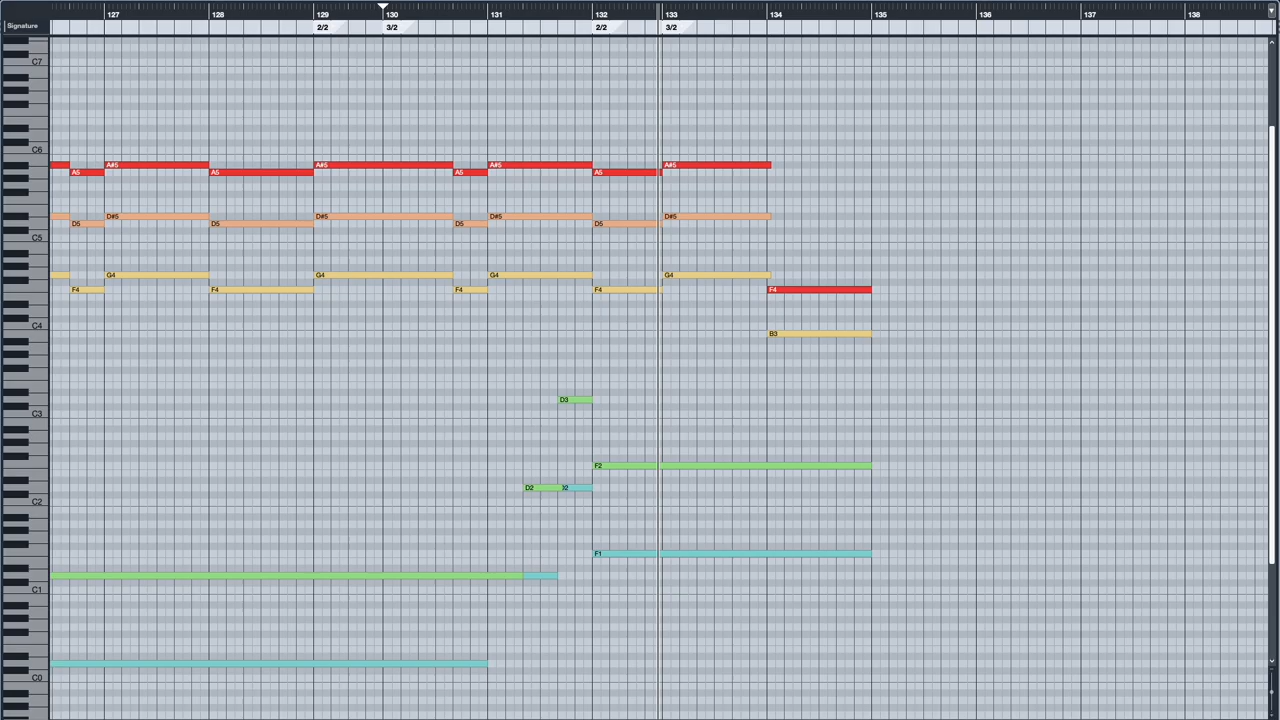 127 128 129 130 131 132 133 134 135 136 137 138
Signature 2/2 3/2 2/2 3/2
C7
C6
A#5 A#5 A#5 A#5
A5 A5 A5 A5
D#5 D#5 D#5 D#5
D5 D5 D5 D5
C5
G4 G4 G4 G4
F4 F4 F4 F4 F4
C4
B3
D3
C3
F2
D2
C2
F1
C1
C0